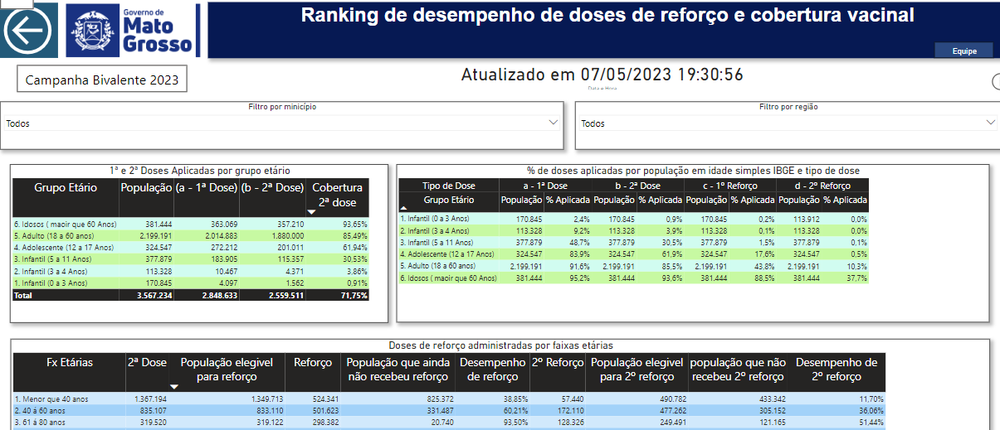 Governo de
Mato
Grosso
Ranking de desempenho de doses de reforço e cobertura vacinal
Equipe
Campanha Bivalente 2023
Atualizado em 07/05/2023 19:30:56
Data e Hora
Filtro por minicípio
Todos
Filtro por região
Todos
1ª e 2ª Doses Aplicadas por grupo etário
Grupo Etário População (a - 1ª Dose) (b - 2ª Dose) Cobertura
2ª dose
6. Idosos ( maoir que 60 Anos) 381.444 363.069 357.210 93,65%
5. Adulto (18 a 60 anos) 2.199.191 2.014.883 1.880.000 85,49%
4. Adolescente (12 a 17 Anos) 324.547 272.212 201.011 61,94%
3. Infantil (5 a 11 Anos) 377.879 183.905 115.357 30,53%
2. Infantil (3 a 4 Anos) 113.328 10.467 4.371 3,86%
1. Infantil (0 a 3 Anos) 170.845 4.097 1.562 0,91%
Total 3.567.234 2.848.633 2.559.511 71,75%
% de doses aplicadas por população em idade simples IBGE e tipo de dose
Tipo de Dose a - 1ª Dose b - 2ª Dose c - 1º Reforço d - 2º Reforço
Grupo Etário População % Aplicada População % Aplicada População % Aplicada População % Aplicada
1. Infantil (0 a 3 Anos) 170.845 2,4% 170.845 0,9% 170.845 0,2% 113.912 0,0%
2. Infantil (3 a 4 Anos) 113.328 9,2% 113.328 3,9% 113.328 0,1% 113.328 0,0%
3. Infantil (5 a 11 Anos) 377.879 48,7% 377.879 30,5% 377.879 1,5% 377.879 0,1%
4. Adolescente (12 a 17 Anos) 324.547 83,9% 324.547 61,9% 324.547 17,6% 324.547 0,5%
5. Adulto (18 a 60 anos) 2.199.191 91,6% 2.199.191 85,5% 2.199.191 43,8% 2.199.191 10,3%
6. Idosos ( maoir que 60 Anos) 381.444 95,2% 381.444 93,6% 381.444 88,5% 381.444 37,7%
Doses de reforço administradas por faixas etárias
Fx Etárias 2ª Dose População elegivel Reforço População que ainda Desempenho 2º Reforço População elegivel população que não Desempenho de
para reforço não recebeu reforço de reforço para 2º reforço recebeu 2º reforço 2º reforço
1. Menor que 40 anos 1.367.194 1.349.713 524.341 825.372 38,85% 57.440 490.782 433.342 11,70%
2. 40 á 60 anos 835.107 833.110 501.623 331.487 60,21% 172.110 477.262 305.152 36,06%
3. 61 á 80 anos 319.520 319.122 298.382 20.740 93,50% 128.326 249.491 121.165 51,44%